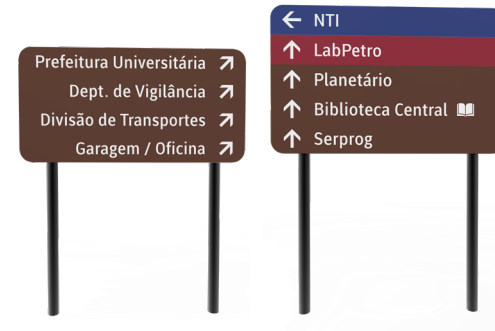 Prefeitura Universitária
Dept. de Vigilância
Divisão de Transportes
Garagem / Oficina
NTI
LabPetro
Planetário
Biblioteca Central
Serprog